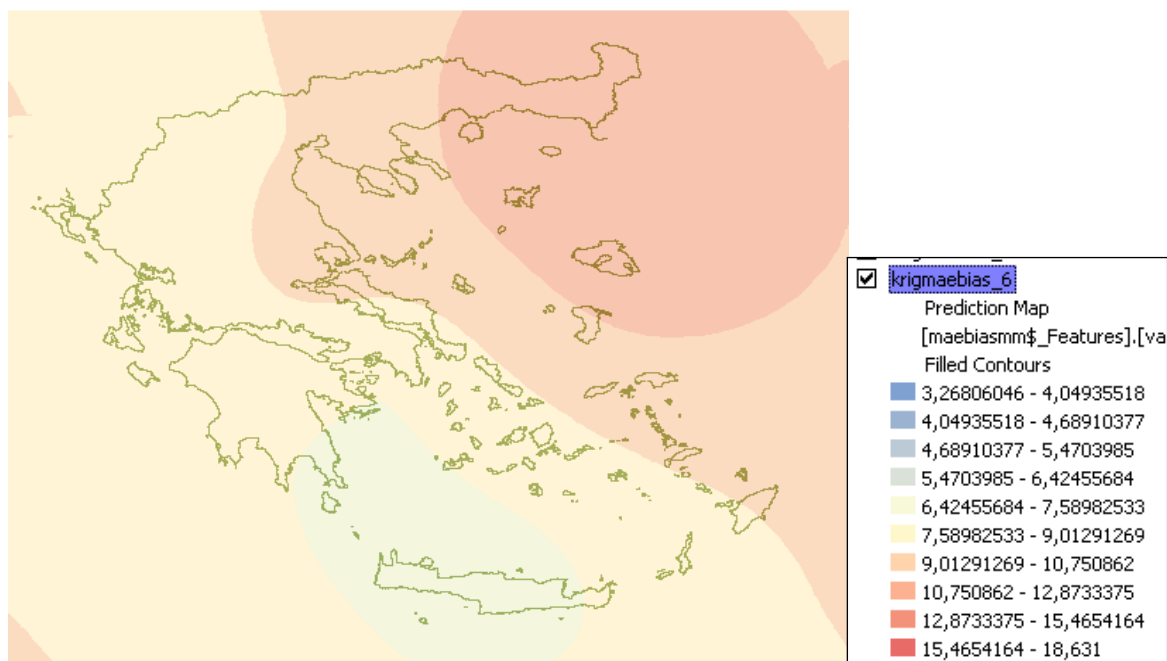 krigmaebias_6
Prediction Map
[maebiasmm$_Features].[va
Filled Contours
3,26806046 - 4,04935518
4,04935518 - 4,68910377
4,68910377 - 5,4703985
5,4703985 - 6,42455684
6,42455684 - 7,58982533
7,58982533 - 9,01291269
9,01291269 - 10,750862
10,750862 - 12,8733375
12,8733375 - 15,4654164
15,4654164 - 18,631